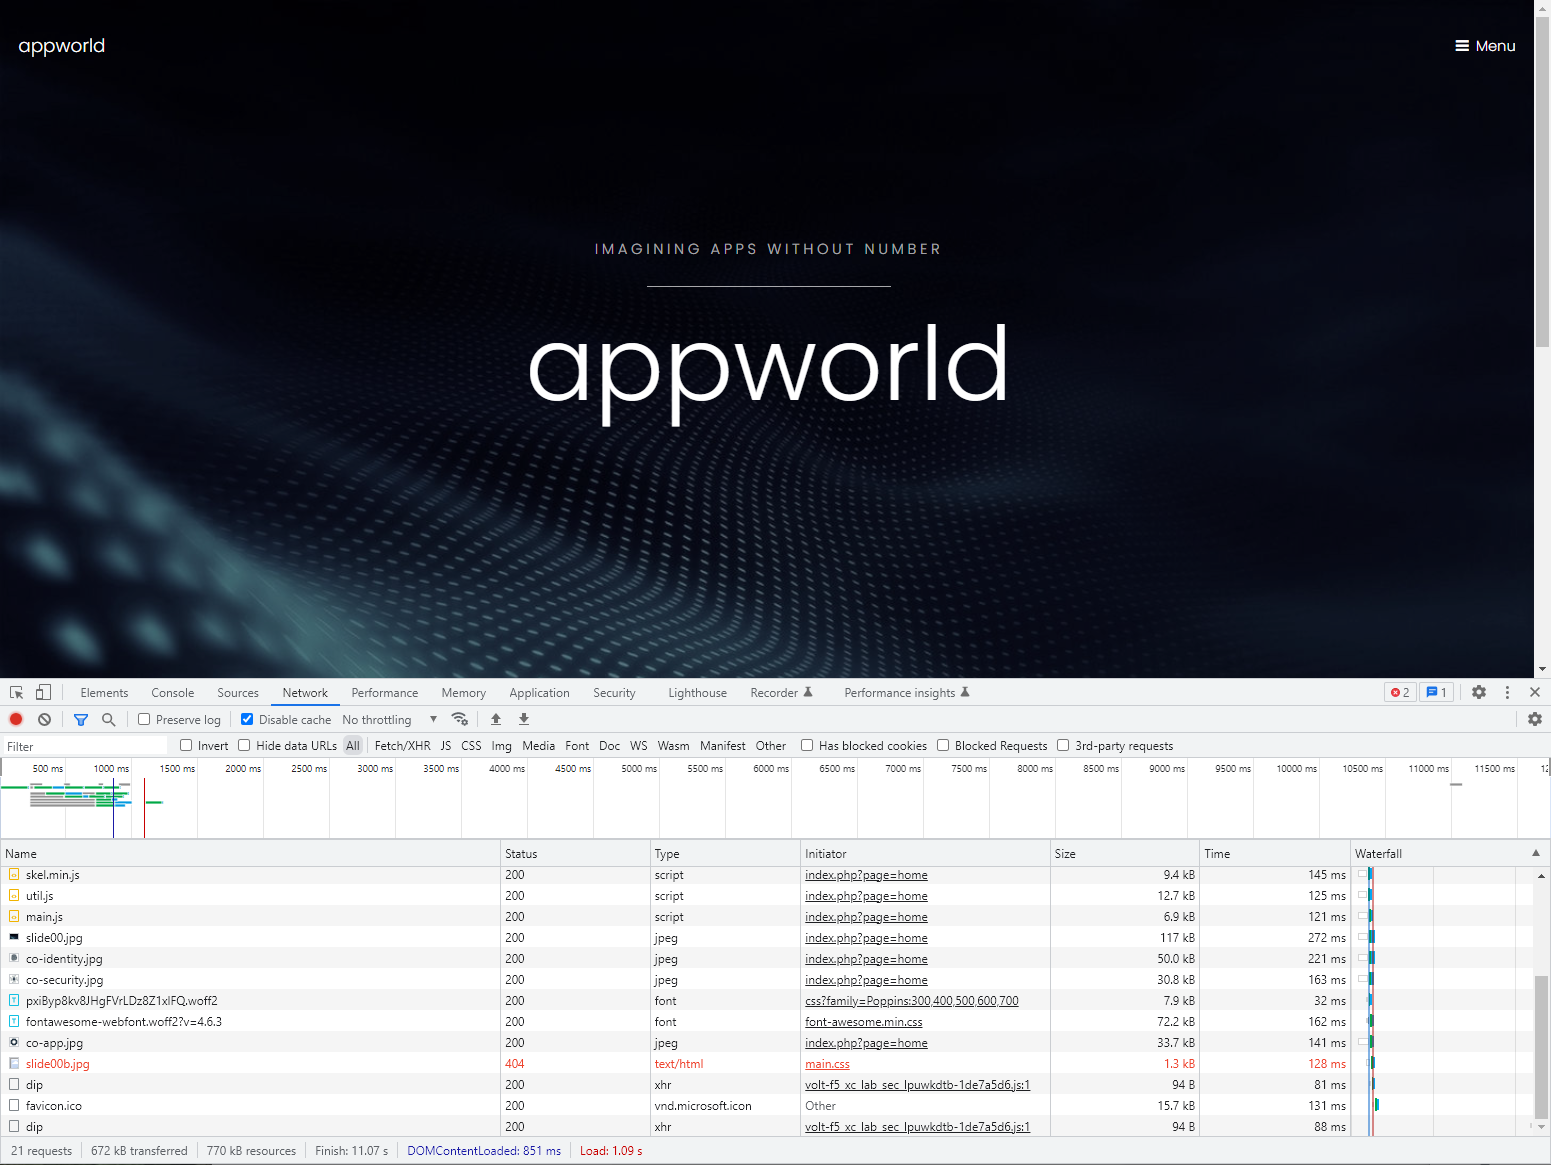 appworld
Menu
IMAGINING APPS WITHOUT NUMBER
appworld
Elements Console Sources Network Performance Memory Application Security Lighthouse Recorder Performance insights 2 1
Preserve log Disable cache No throttling
Filter Invert Hide data URLs All Fetch/XHR JS CSS Img Media Font Doc WS Wasm Manifest Other Has blocked cookies Blocked Requests 3rd-party requests
500 ms 1000 ms 1500 ms 2000 ms 2500 ms 3000 ms 3500 ms 4000 ms 4500 ms 5000 ms 5500 ms 6000 ms 6500 ms 7000 ms 7500 ms 8000 ms 8500 ms 9000 ms 9500 ms 10000 ms 10500 ms 11000 ms 11500 ms
Name Status Type Initiator Size Time Waterfall
skel.min.js 200 script index.php?page=home 9.4 kB 145 ms
util.js 200 script index.php?page=home 12.7 kB 125 ms
main.js 200 script index.php?page=home 6.9 kB 121 ms
slide00.jpg 200 jpeg index.php?page=home 117 kB 272 ms
co-identity.jpg 200 jpeg index.php?page=home 50.0 kB 221 ms
co-security.jpg 200 jpeg index.php?page=home 30.8 kB 163 ms
pxiByp8kv8JHgFVrLDz8Z1xlFQ.woff2 200 font css?family=Poppins:300,400,500,600,700 7.9 kB 32 ms
fontawesome-webfont.woff2?v=4.6.3 200 font font-awesome.min.css 72.2 kB 162 ms
co-app.jpg 200 jpeg index.php?page=home 33.7 kB 141 ms
slide00b.jpg 404 text/html main.css 1.3 kB 128 ms
dip 200 xhr volt-f5_xc_lab_sec_lpuwkdtb-1de7a5d6.js:1 94 B 81 ms
favicon.ico 200 vnd.microsoft.icon Other 15.7 kB 131 ms
dip 200 xhr volt-f5_xc_lab_sec_lpuwkdtb-1de7a5d6.js:1 94 B 88 ms
21 requests 672 kB transferred 770 kB resources Finish: 11.07 s DOMContentLoaded: 851 ms Load: 1.09 s